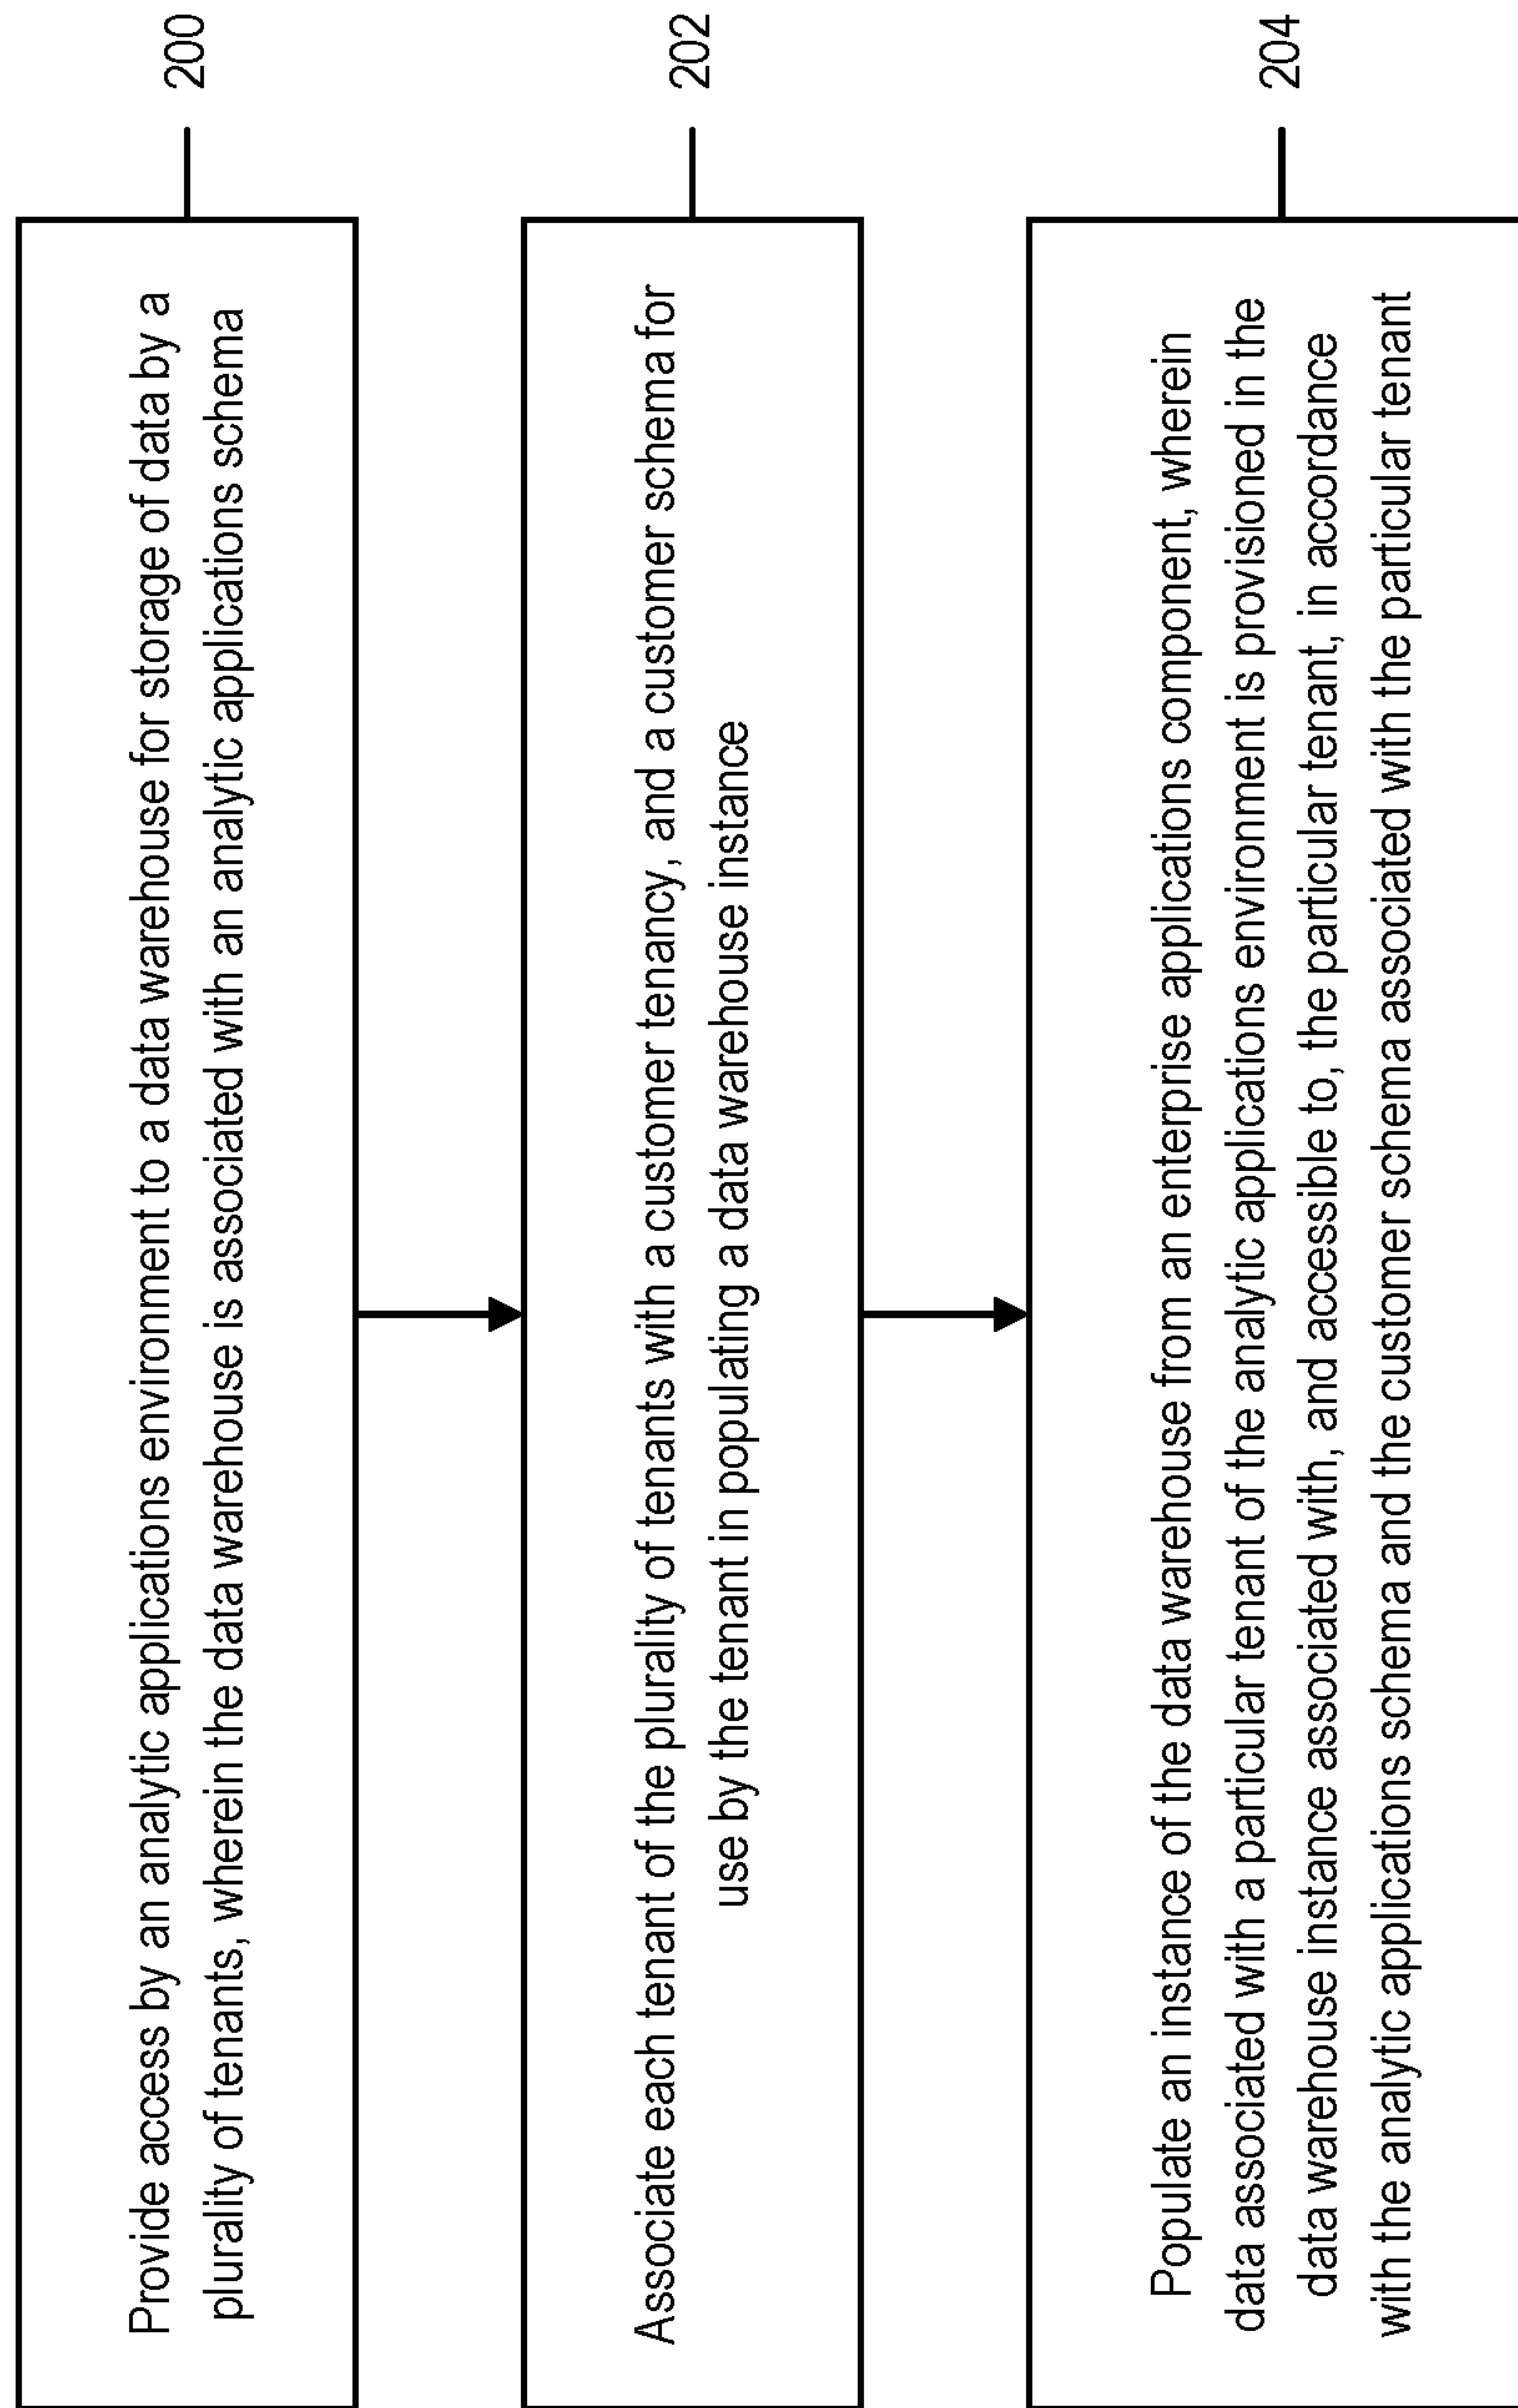 Provide access by an analytic applications environment to a data warehouse for storage of data by a
plurality of tenants, wherein the data warehouse is associated with an analytic applications schema
200
Associate each tenant of the plurality of tenants with a customer tenancy, and a customer schema for
use by the tenant in populating a data warehouse instance
202
Populate an instance of the data warehouse from an enterprise applications component, wherein
data associated with a particular tenant of the analytic applications environment is provisioned in the
data warehouse instance associated with, and accessible to, the particular tenant, in accordance
with the analytic applications schema and the customer schema associated with the particular tenant
204